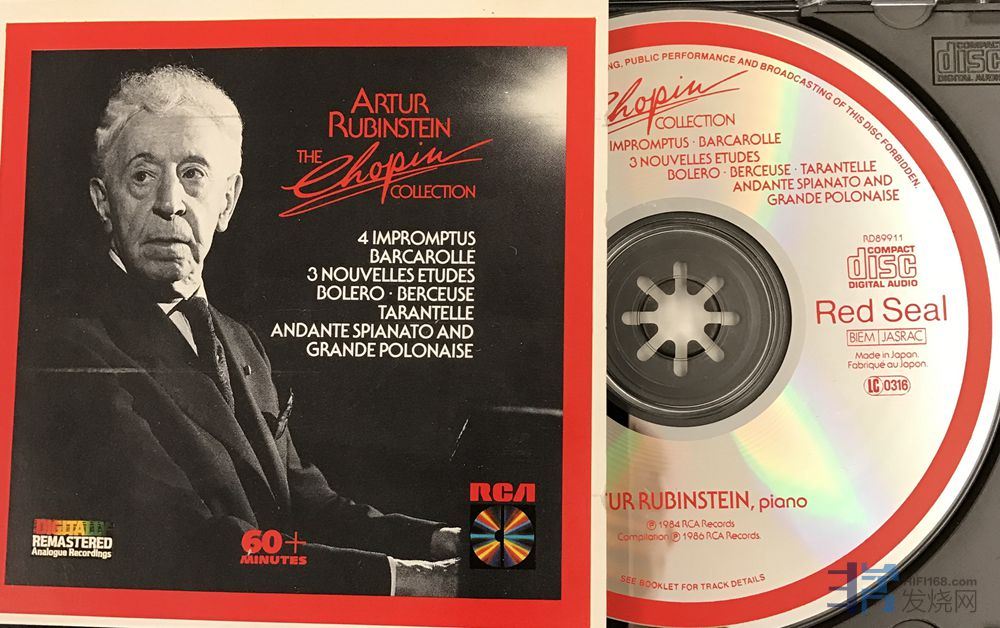 ARTUR
RUBINSTEIN
THE Chopin
COLLECTION
4 IMPROMPTUS
BARCAROLLE
3 NOUVELLES ETUDES
BOLERO · BERCEUSE
TARANTELLE
ANDANTE SPIANATO AND
GRANDE POLONAISE
DIGITALLY
REMASTERED
Analogue Recordings
60+
MINUTES
RCA
NG, PUBLIC PERFORMANCE AND BROADCASTING OF THIS DISC FORBIDDEN.
Chopin
COLLECTION
IMPROMPTUS · BARCAROLLE
3 NOUVELLES ETUDES
BOLERO · BERCEUSE · TARANTELLE
ANDANTE SPIANATO AND
GRANDE POLONAISE
RD89911
COMPACT
disc
DIGITAL AUDIO
Red Seal
BIEM JASRAC
Made in Japan.
Fabriqué au Japon.
LC 0316
UR RUBINSTEIN, piano
℗ 1984 RCA Records
Compilation ℗ 1986 RCA Records.
SEE BOOKLET FOR TRACK DETAILS
COMPACT
disc
DIGITAL AUDIO
HIFI168.com
发烧网